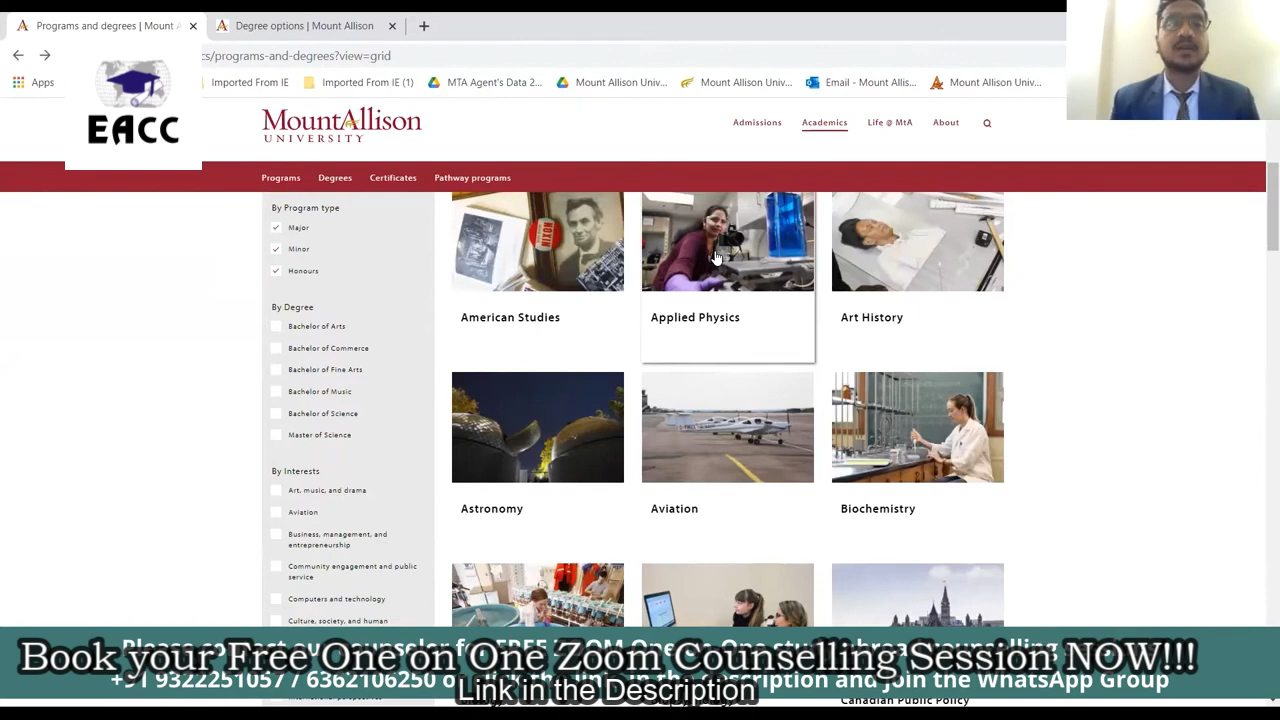 Programs and degrees | Mount A
Degree options | Mount Allison
cs/programs-and-degrees?view=grid
Apps
Imported From IE
Imported From IE (1)
MTA Agent's Data 2...
Mount Allison Univ...
Mount Allison Univ...
Email - Mount Allis...
Mount Allison Univ...
EACC
MountAllison
UNIVERSITY
Admissions
Academics
Life @ MtA
About
Programs
Degrees
Certificates
Pathway programs
By Program type
Major
Minor
Honours
By Degree
Bachelor of Arts
Bachelor of Commerce
Bachelor of Fine Arts
Bachelor of Music
Bachelor of Science
Master of Science
By Interests
Art, music, and drama
Aviation
Business, management, and
entrepreneurship
Community engagement and public
service
Computers and technology
Culture, society, and human
American Studies
Applied Physics
Art History
Astronomy
Aviation
Biochemistry
Canadian Public Policy
Book your Free One on One Zoom Counselling Session NOW!!!
+91 9322251057 / 6362106250 description and join the WhatsApp Group
Link in the Description